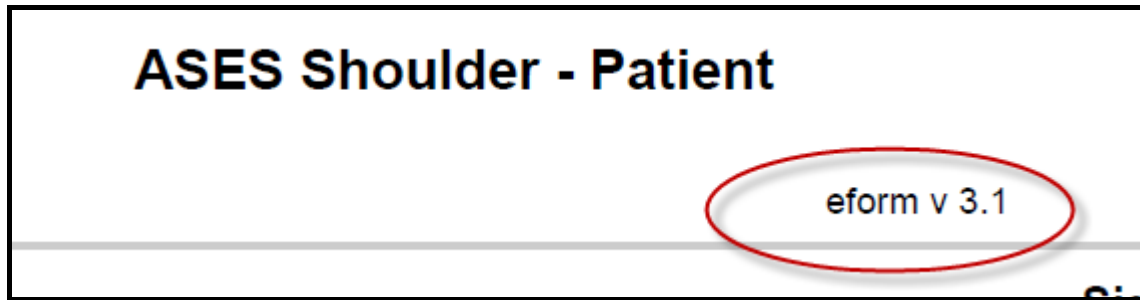 ASES Shoulder - Patient
eform v 3.1